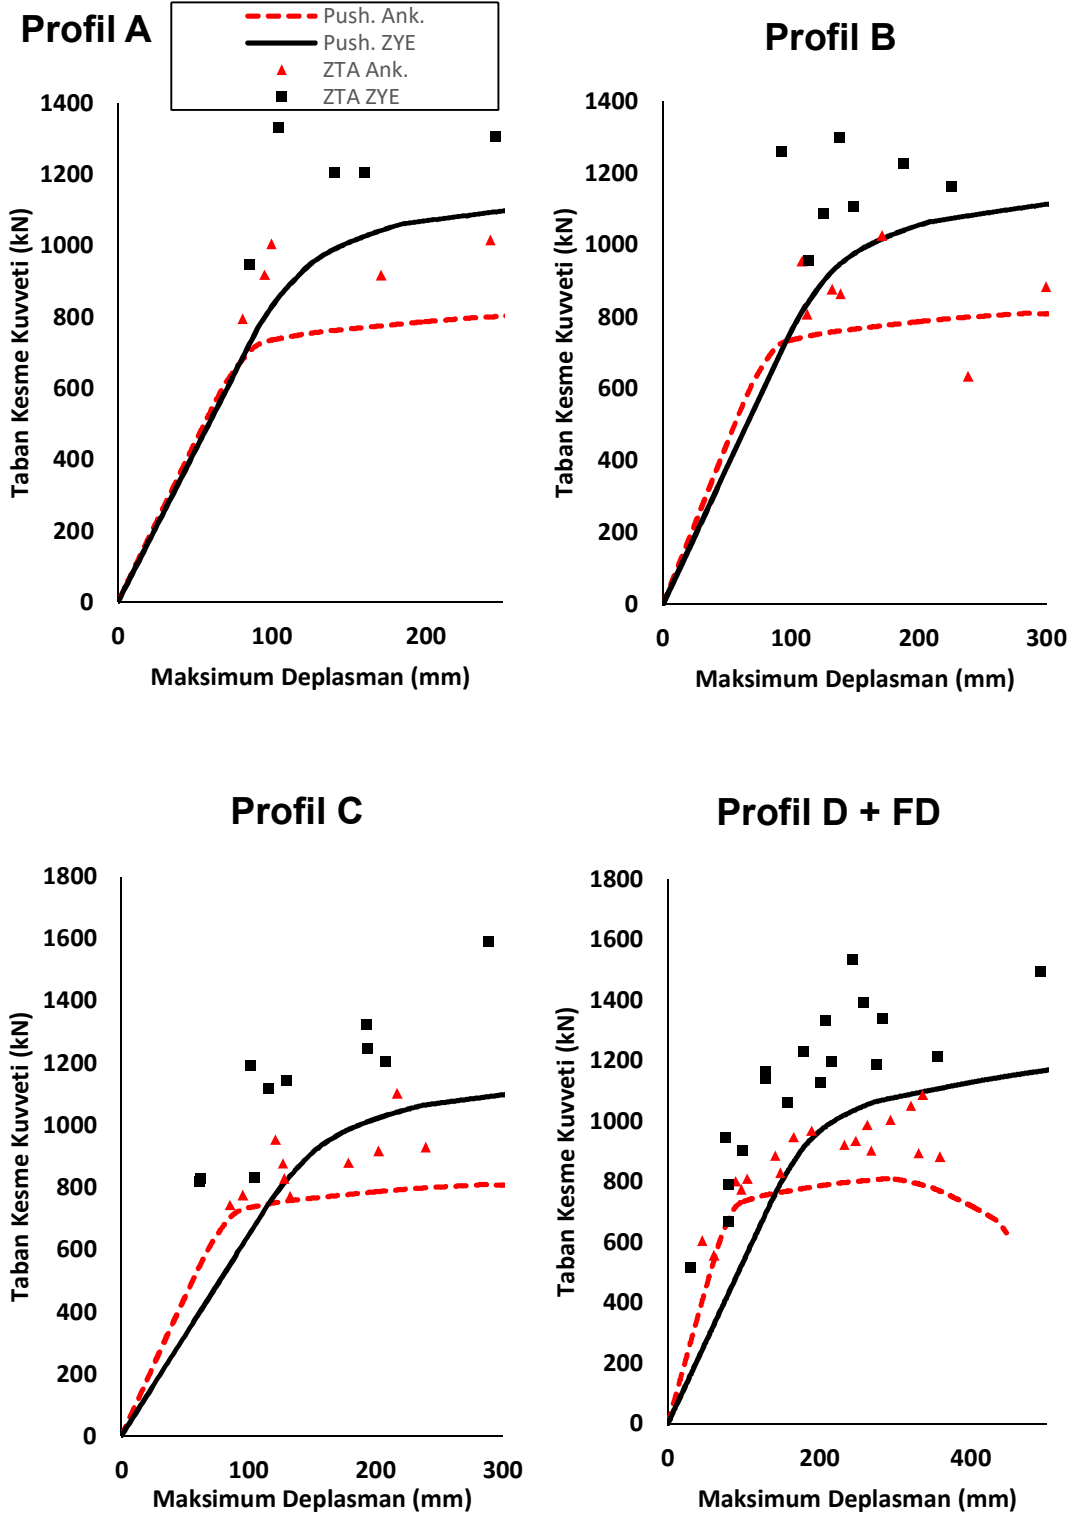 Profil A
Push. Ank.
Push. ZYE
ZTA Ank.
ZTA ZYE
1400
1200
1000
800
600
400
200
0
Taban Kesme Kuvveti (kN)
0 100 200
Maksimum Deplasman (mm)
Profil B
1400
1200
1000
800
600
400
200
0
Taban Kesme Kuvveti (kN)
0 100 200 300
Maksimum Deplasman (mm)
Profil C
1800
1600
1400
1200
1000
800
600
400
200
0
Taban Kesme Kuvveti (kN)
0 100 200 300
Maksimum Deplasman (mm)
Profil D + FD
1800
1600
1400
1200
1000
800
600
400
200
0
Taban Kesme Kuvveti (kN)
0 200 400
Maksimum Deplasman (mm)